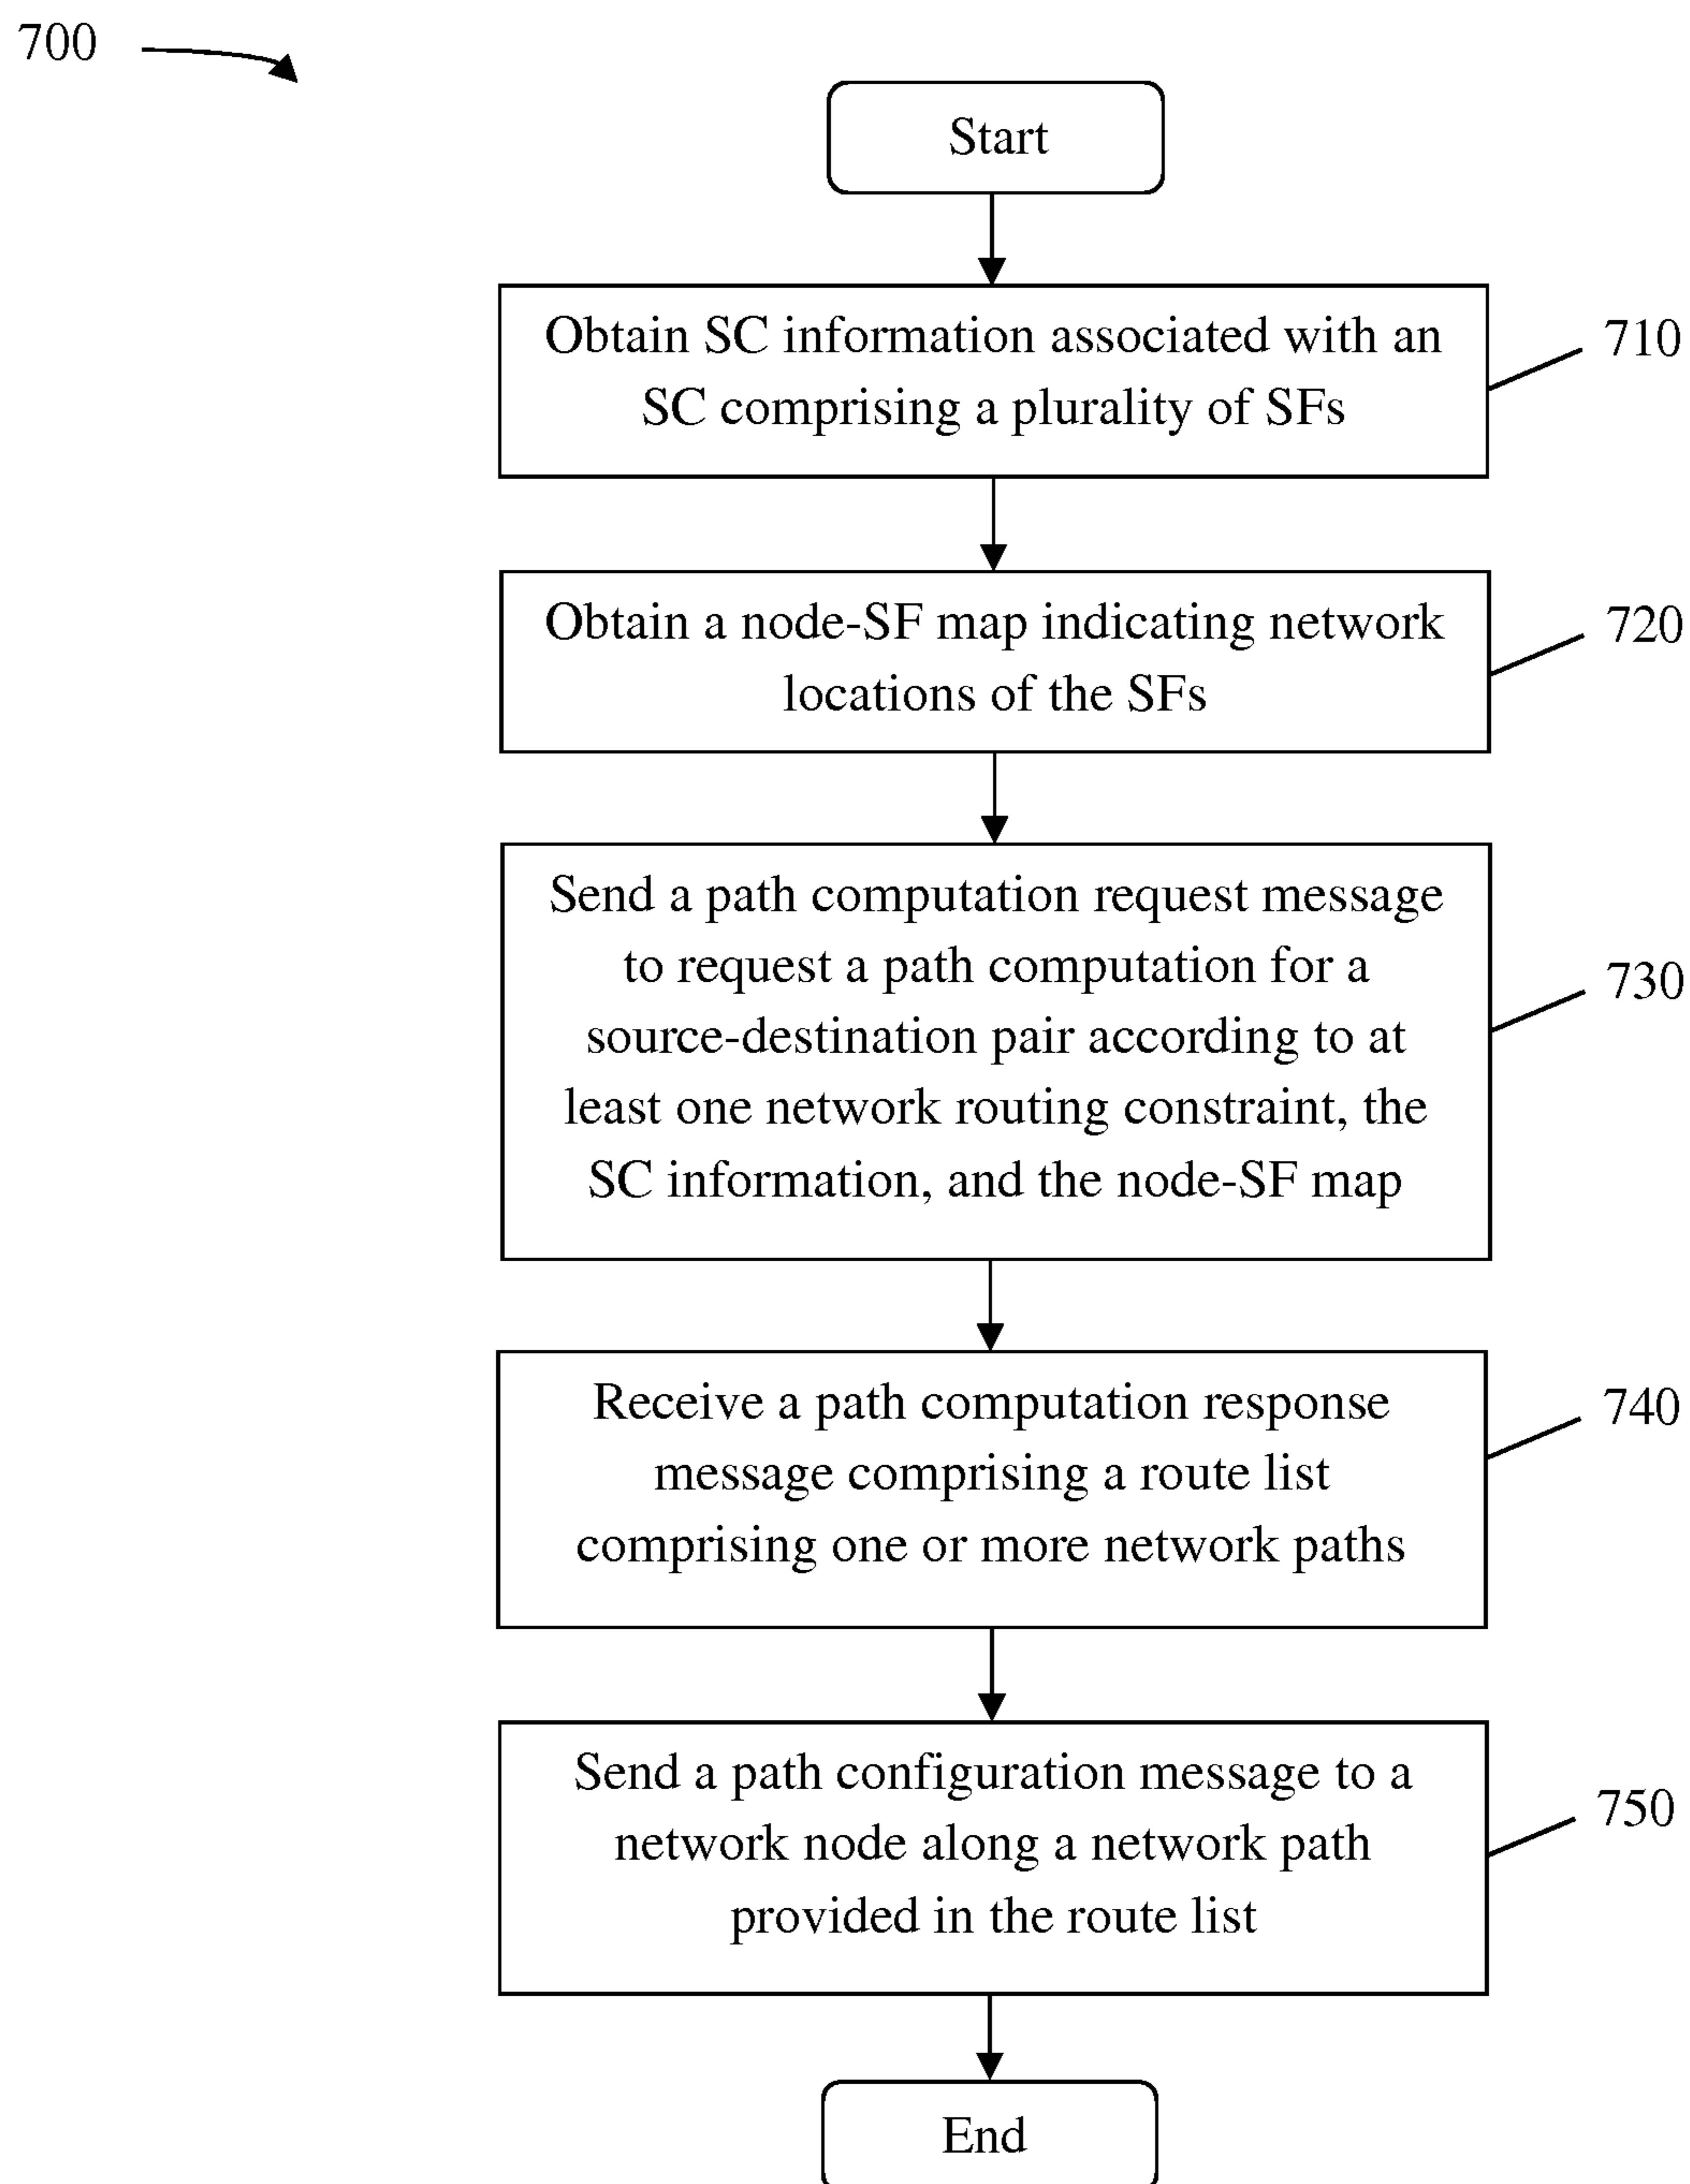 700
Start
Obtain SC information associated with an
SC comprising a plurality of SFs
710
Obtain a node-SF map indicating network
locations of the SFs
720
Send a path computation request message
to request a path computation for a
source-destination pair according to at
least one network routing constraint, the
SC information, and the node-SF map
730
Receive a path computation response
message comprising a route list
comprising one or more network paths
740
Send a path configuration message to a
network node along a network path
provided in the route list
750
End